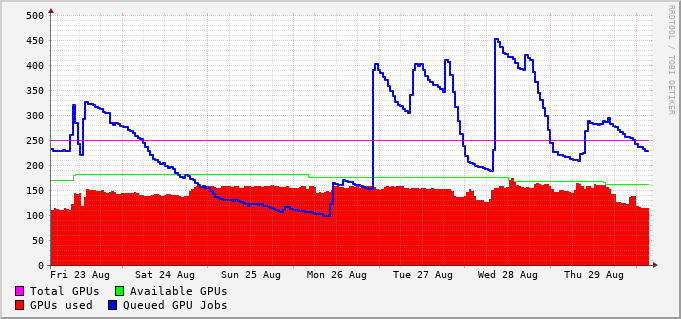 500
450
400
350
300
250
200
150
100
50
0
Fri 23 Aug Sat 24 Aug Sun 25 Aug Mon 26 Aug Tue 27 Aug Wed 28 Aug Thu 29 Aug
Total GPUs Available GPUs
GPUs used Queued GPU Jobs
RRDTOOL / TOBI OETIKER